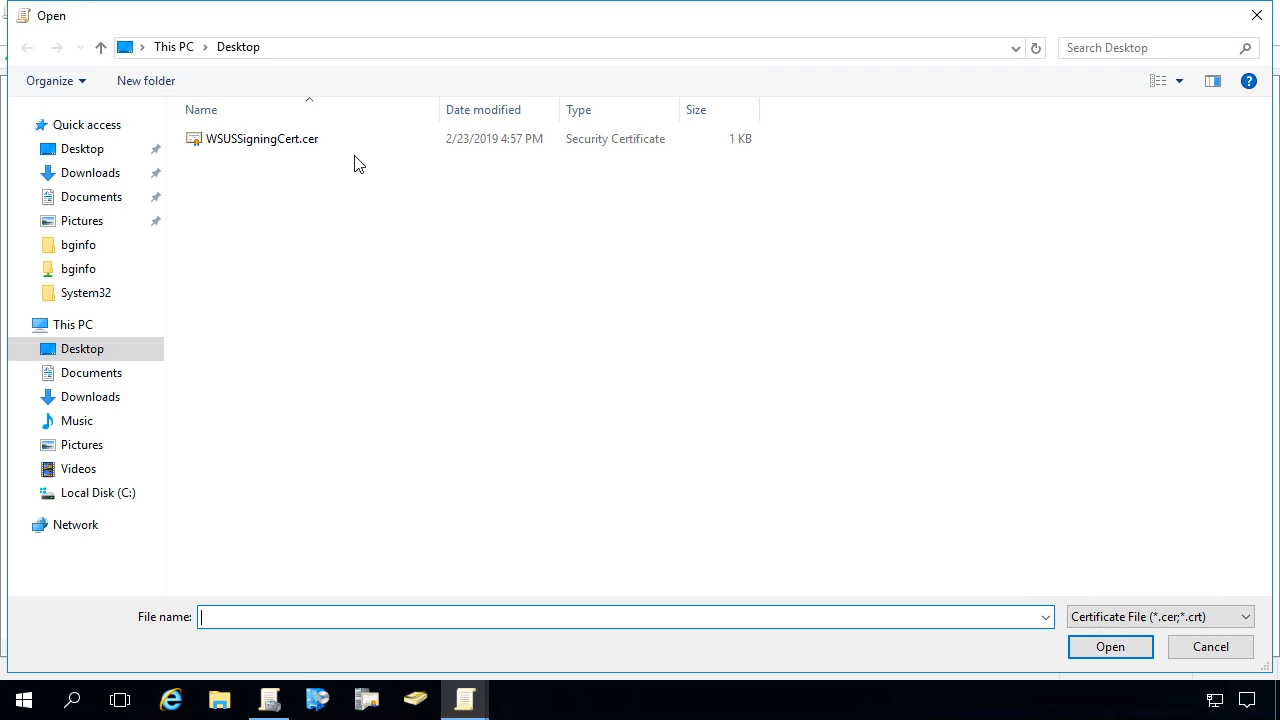 Open
This PC
Desktop
Search Desktop
Organize
New folder
Name
Date modified
Type
Size
WSUSSigningCert.cer
2/23/2019 4:57 PM
Security Certificate
1 KB
Quick access
Desktop
Downloads
Documents
Pictures
bginfo
bginfo
System32
This PC
Desktop
Documents
Downloads
Music
Pictures
Videos
Local Disk (C:)
Network
File name:
Certificate File (*.cer;*.crt)
Open
Cancel